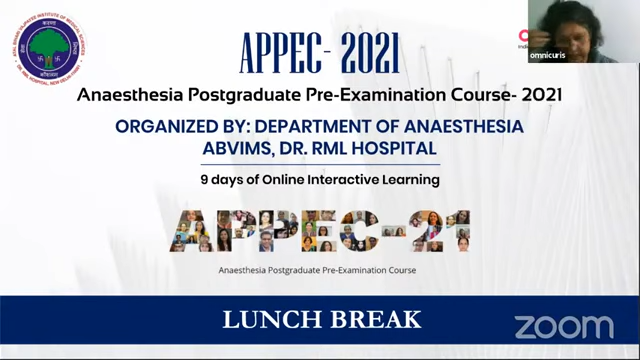 APPEC- 2021
omnicuris
Anaesthesia Postgraduate Pre-Examination Course- 2021
ORGANIZED BY: DEPARTMENT OF ANAESTHESIA
ABVIMS, DR. RML HOSPITAL
9 days of Online Interactive Learning
APPEC-21
Anaesthesia Postgraduate Pre-Examination Course
LUNCH BREAK
zoom